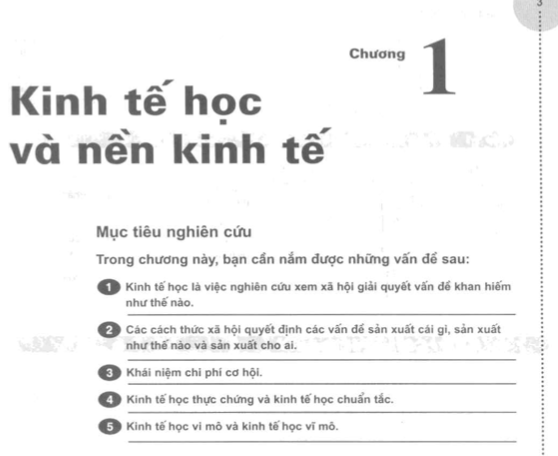 3
Chương 1
Kinh tế học
và nền kinh tế
Mục tiêu nghiên cứu
Trong chương này, bạn cần nắm được những vấn đề sau:
1 Kinh tế học là việc nghiên cứu xem xã hội giải quyết vấn đề khan hiếm
như thế nào.
2 Các cách thức xã hội quyết định các vấn đề sản xuất cái gì, sản xuất
như thế nào và sản xuất cho ai.
3 Khái niệm chi phí cơ hội.
4 Kinh tế học thực chứng và kinh tế học chuẩn tắc.
5 Kinh tế học vi mô và kinh tế học vĩ mô.